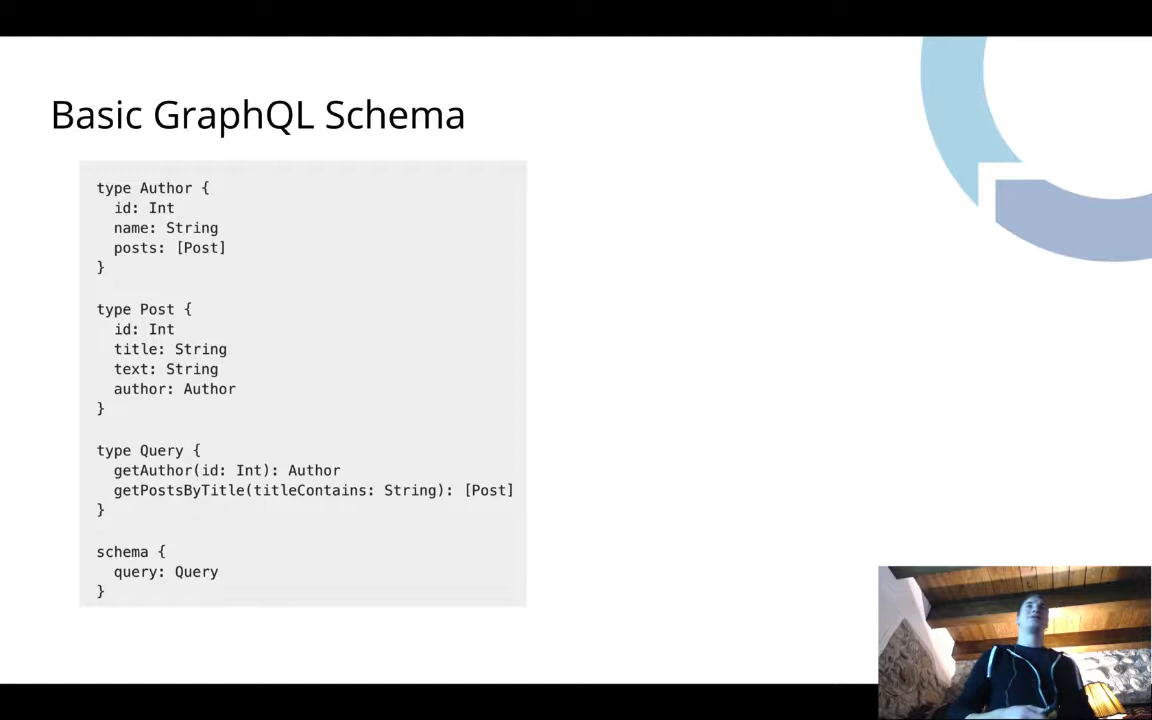 Basic GraphQL Schema
type Author {
  id: Int
  name: String
  posts: [Post]
}
type Post {
  id: Int
  title: String
  text: String
  author: Author
}
type Query {
  getAuthor(id: Int): Author
  getPostsByTitle(titleContains: String): [Post]
}
schema {
  query: Query
}